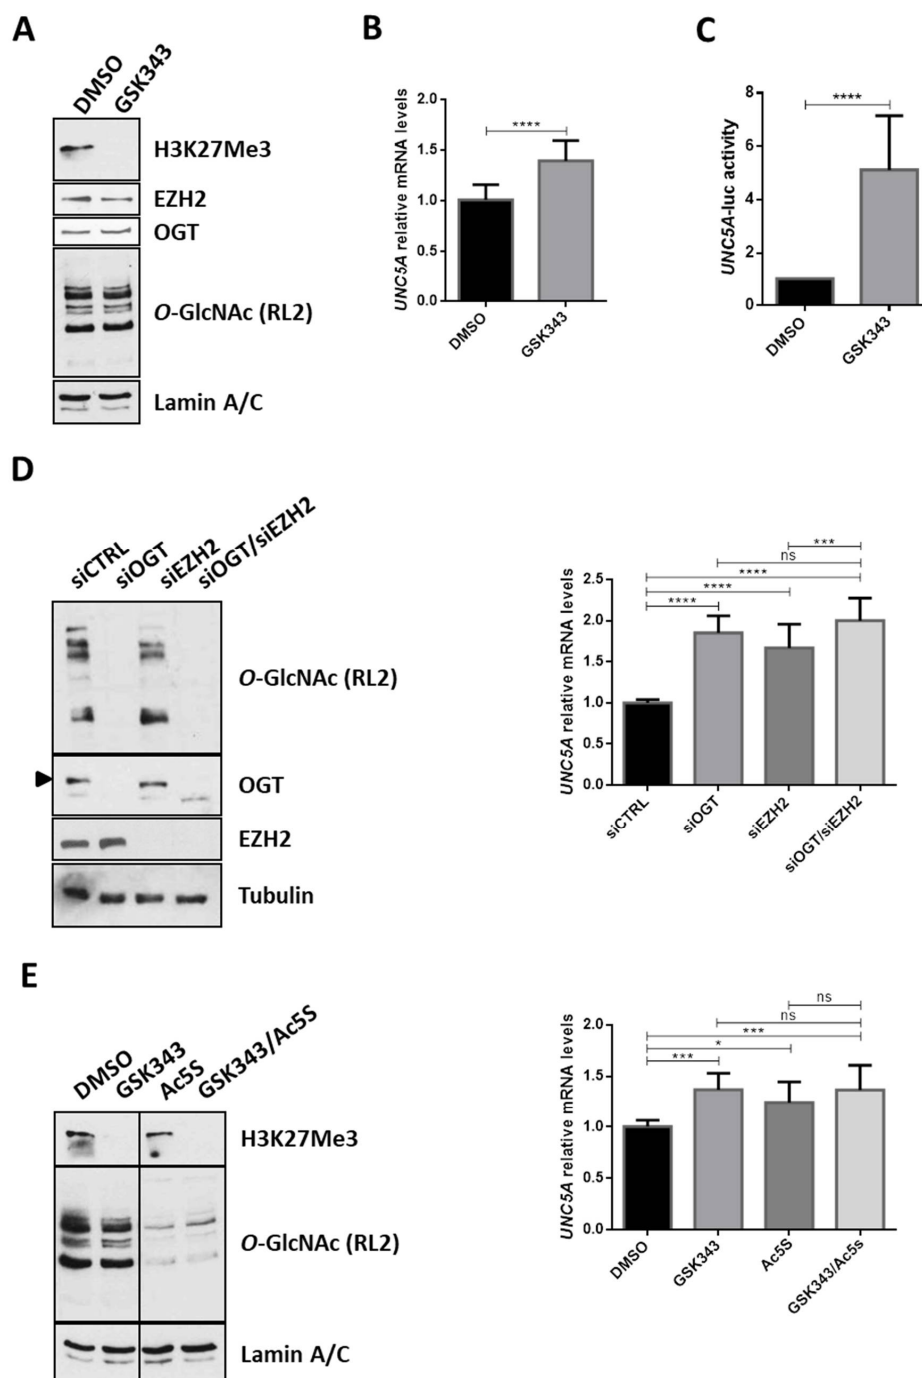 A
DMSO
GSK343
H3K27Me3
EZH2
OGT
O-GlcNAc (RL2)
Lamin A/C
B
UNC5A relative mRNA levels
2.0
1.5
1.0
0.5
0.0
****
DMSO
GSK343
C
UNC5A-luc activity
8
6
4
2
0
****
DMSO
GSK343
D
siCTRL
siOGT
siEZH2
siOGT/siEZH2
O-GlcNAc (RL2)
OGT
EZH2
Tubulin
UNC5A relative mRNA levels
2.5
2.0
1.5
1.0
0.5
0.0
***
ns
****
****
****
siCTRL
siOGT
siEZH2
siOGT/siEZH2
E
DMSO
GSK343
Ac5S
GSK343/Ac5S
H3K27Me3
O-GlcNAc (RL2)
Lamin A/C
UNC5A relative mRNA levels
2.0
1.5
1.0
0.5
0.0
ns
ns
***
*
***
DMSO
GSK343
Ac5S
GSK343/Ac5s